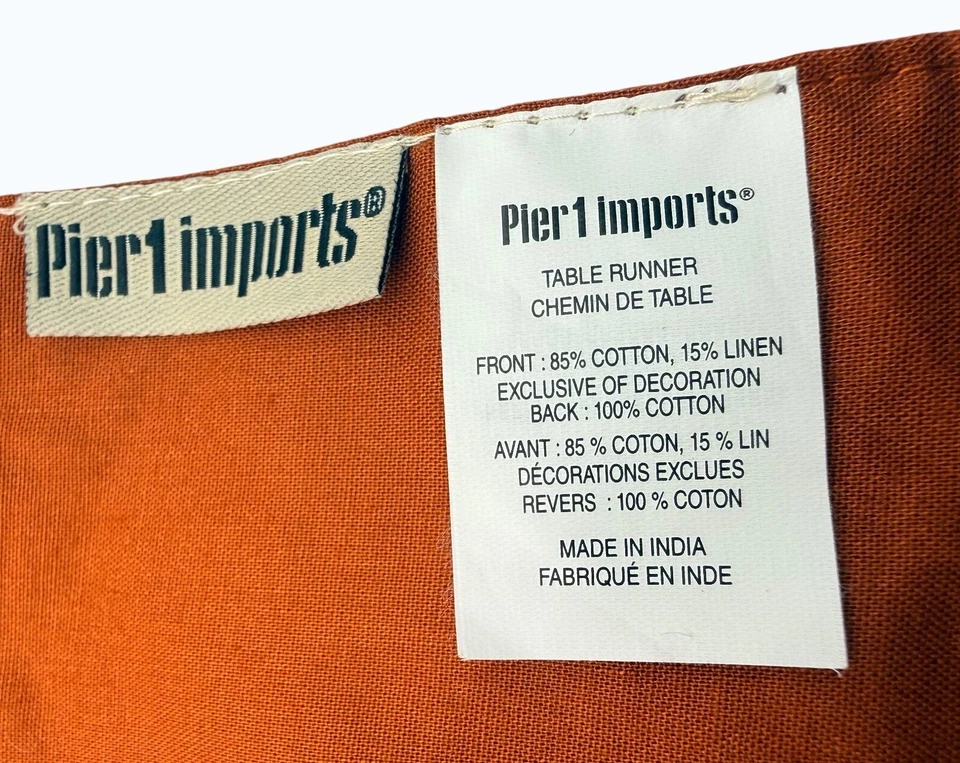 Pier1 imports®
Pier1 imports®
TABLE RUNNER
CHEMIN DE TABLE
FRONT : 85% COTTON, 15% LINEN
EXCLUSIVE OF DECORATION
BACK : 100% COTTON
AVANT : 85 % COTON, 15 % LIN
DÉCORATIONS EXCLUES
REVERS : 100 % COTON
MADE IN INDIA
FABRIQUÉ EN INDE